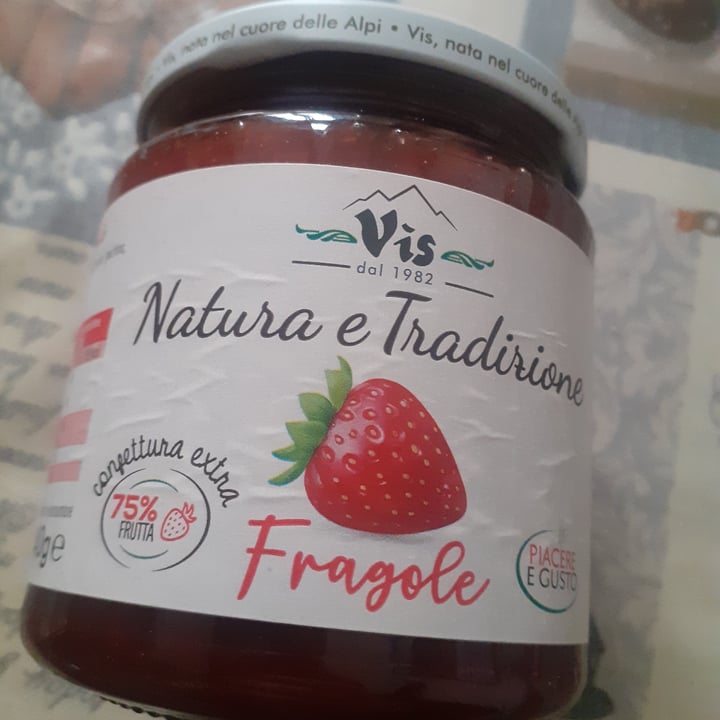 Vis, nata nel cuore delle Alpi • Vis, nata nel cuore delle
Vis
dal 1982
Natura e Tradizione
confettura extra
75%
FRUTTA
Fragole
PIACERE
E GUSTO
0g e